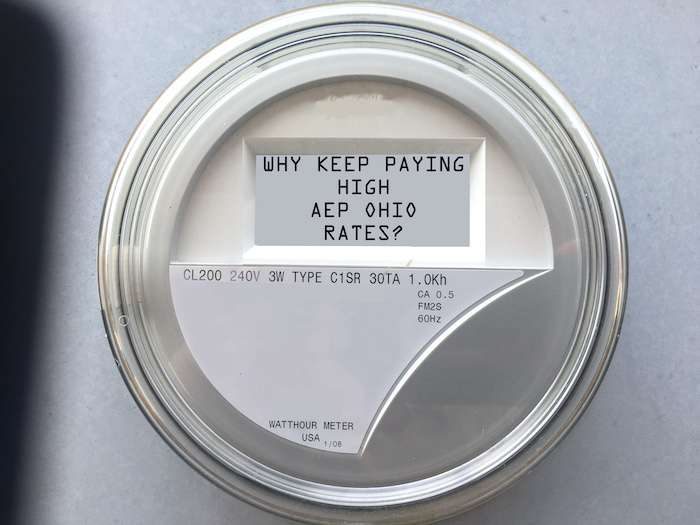 WHY KEEP PAYING
HIGH
AEP OHIO
RATES?
CL200 240V 3W TYPE C1SR 30TA 1.0Kh
CA 0.5
FM2S
60Hz
WATTHOUR METER
USA 1/08